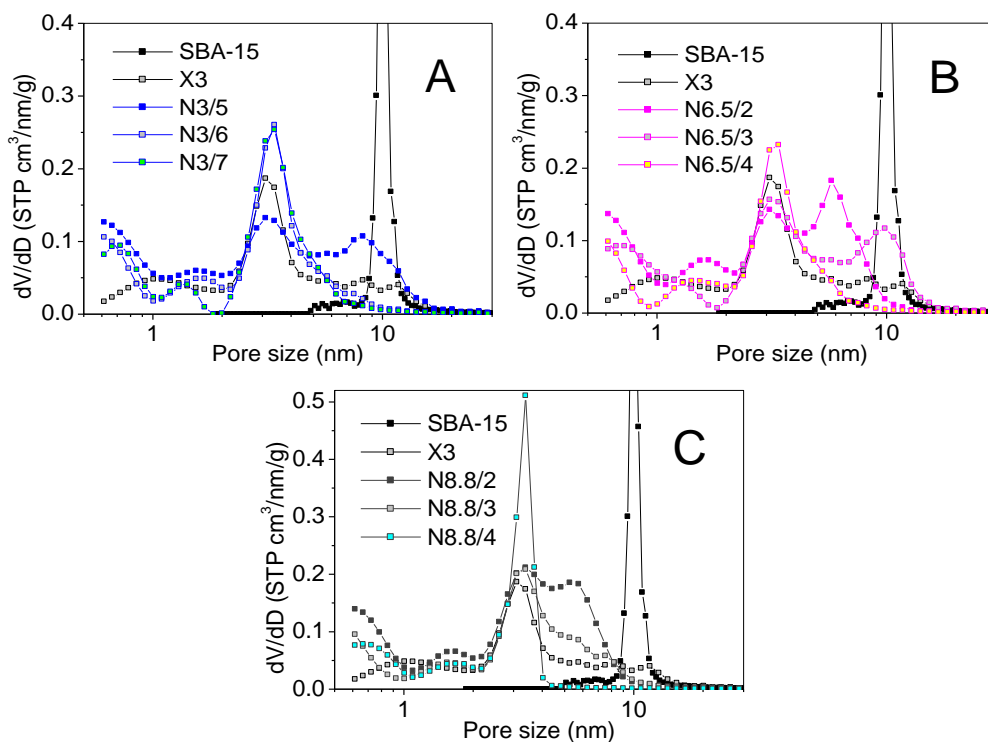 A
dV/dD (STP cm³/nm/g)
0.4
0.3
0.2
0.1
0.0
SBA-15
X3
N3/5
N3/6
N3/7
1
10
Pore size (nm)
B
dV/dD (STP cm³/nm/g)
0.4
0.3
0.2
0.1
0.0
SBA-15
X3
N6.5/2
N6.5/3
N6.5/4
1
10
Pore size (nm)
C
dV/dD (STP cm³/nm/g)
0.5
0.4
0.3
0.2
0.1
0.0
SBA-15
X3
N8.8/2
N8.8/3
N8.8/4
1
10
Pore size (nm)